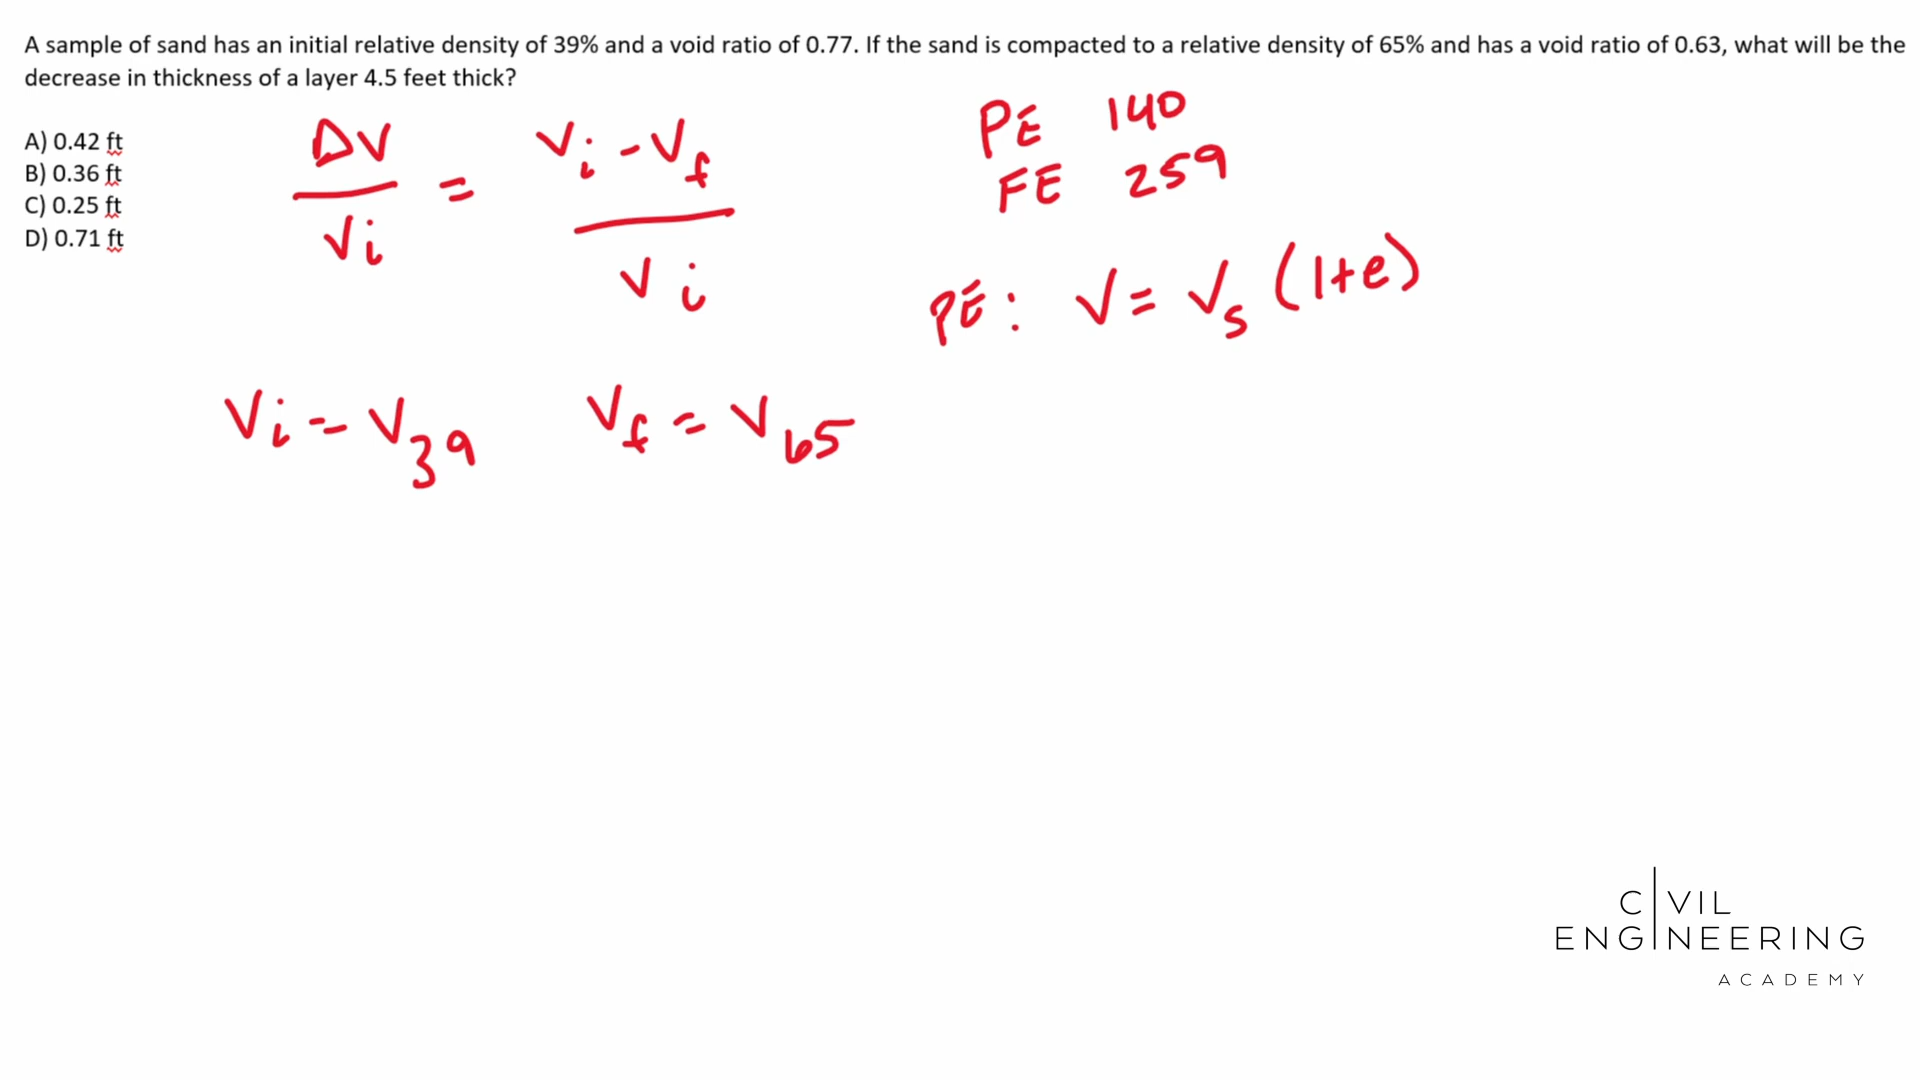 A sample of sand has an initial relative density of 39% and a void ratio of 0.77. If the sand is compacted to a relative density of 65% and has a void ratio of 0.63, what will be the
decrease in thickness of a layer 4.5 feet thick?
A) 0.42 ft
B) 0.36 ft
C) 0.25 ft
D) 0.71 ft
ΔV/Vi = Vi-Vf/Vi
PE 140
FE 259
PE: V= Vs (1+e)
Vi = V39 Vf = V65
CIVIL
ENGINEERING
ACADEMY